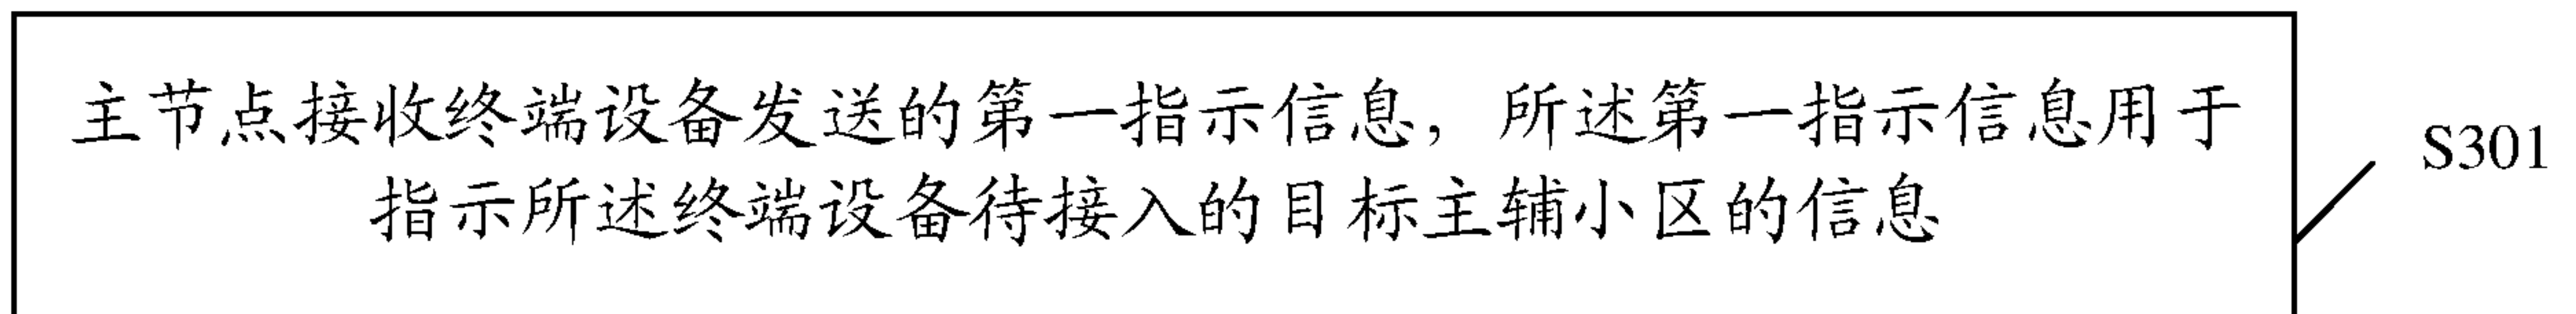 主节点接收终端设备发送的第一指示信息，所述第一指示信息用于
指示所述终端设备待接入的目标主辅小区的信息
S301